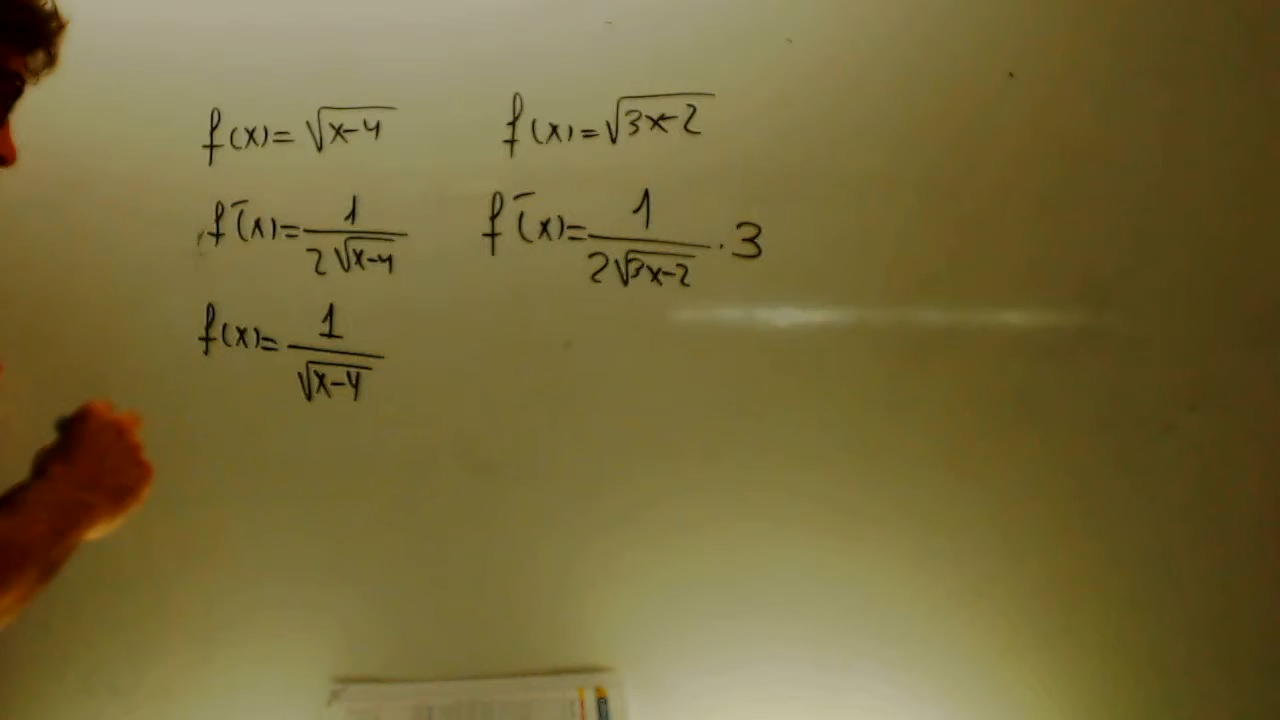 f(x)=√(x-4)
f'(x)=1/(2√(x-4))
f(x)=1/√(x-4)
f(x)=√(3x-2)
f'(x)=1/(2√(3x-2))·3